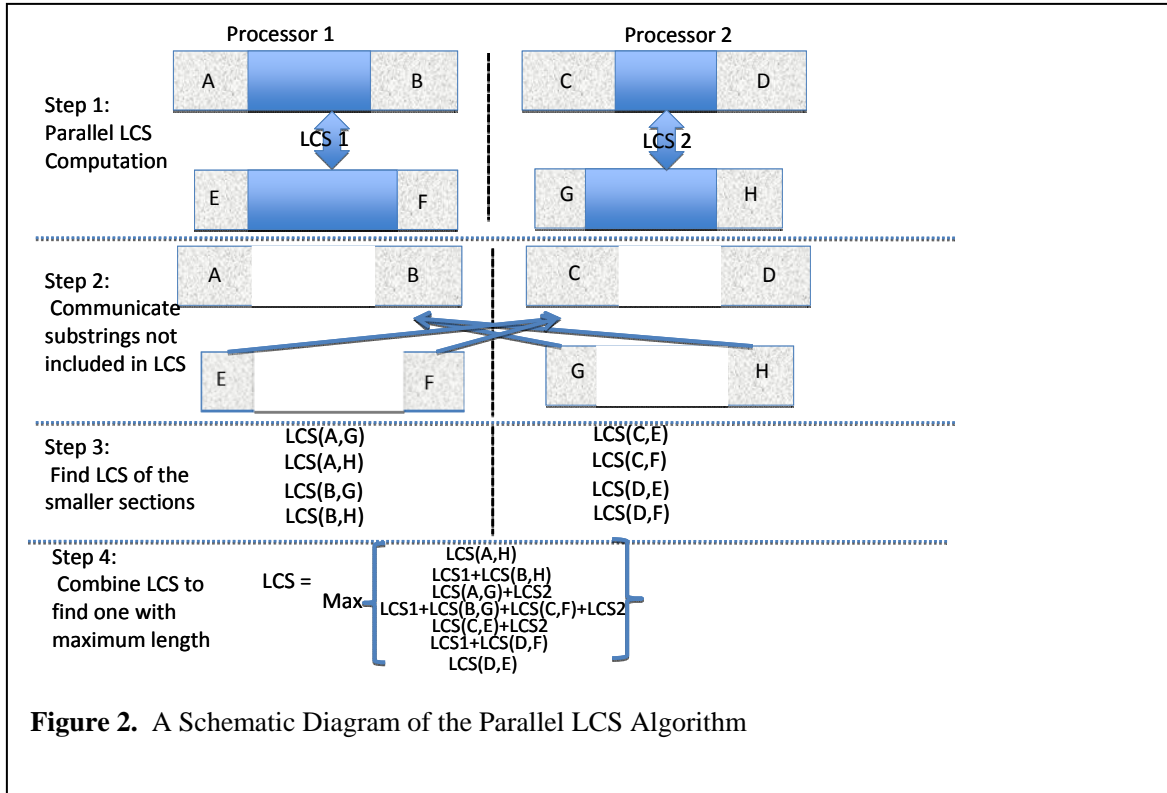 Processor 1
Processor 2
A
B
C
D
Step 1:
Parallel LCS
Computation
LCS 1
LCS 2
E
F
G
H
A
B
C
D
Step 2:
Communicate
substrings not
included in LCS
E
F
G
H
Step 3:
Find LCS of the
smaller sections
LCS(A,G)
LCS(A,H)
LCS(B,G)
LCS(B,H)
LCS(C,E)
LCS(C,F)
LCS(D,E)
LCS(D,F)
Step 4:
Combine LCS to
find one with
maximum length
LCS =
Max
LCS(A,H)
LCS1+LCS(B,H)
LCS(A,G)+LCS2
LCS1+LCS(B,G)+LCS(C,F)+LCS2
LCS(C,E)+LCS2
LCS1+LCS(D,F)
LCS(D,E)
Figure 2. A Schematic Diagram of the Parallel LCS Algorithm